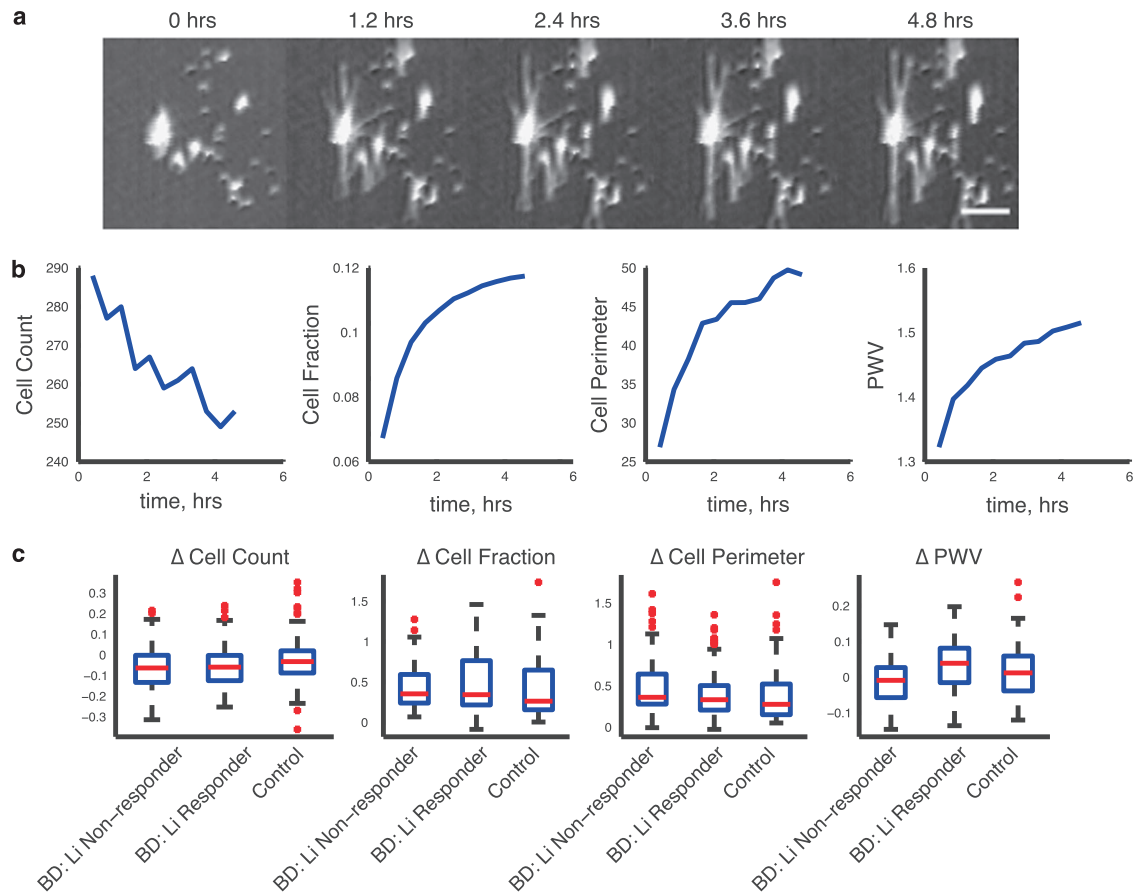 a
0 hrs 1.2 hrs 2.4 hrs 3.6 hrs 4.8 hrs
b
Cell Count
290
280
270
260
250
240
0 2 4 6
time, hrs
Cell Fraction
0.12
0.1
0.08
0.06
0 2 4 6
time, hrs
Cell Perimeter
50
45
40
35
30
25
0 2 4 6
time, hrs
PWV
1.6
1.5
1.4
1.3
0 2 4 6
time, hrs
c
Δ Cell Count
0.3
0.2
0.1
0
−0.1
−0.2
−0.3
BD: Li Non−responder
BD: Li Responder
Control
Δ Cell Fraction
1.5
1
0.5
0
BD: Li Non−responder
BD: Li Responder
Control
Δ Cell Perimeter
1.5
1
0.5
0
BD: Li Non−responder
BD: Li Responder
Control
Δ PWV
0.2
0.1
0
−0.1
BD: Li Non−responder
BD: Li Responder
Control